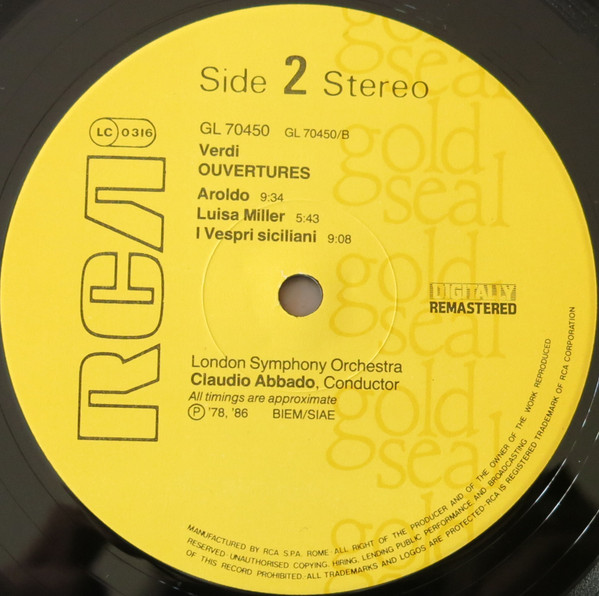 Side 2 Stereo
LC 0316
GL 70450 GL 70450/B
Verdi
OUVERTURES
Aroldo 9:34
Luisa Miller 5:43
I Vespri siciliani 9:08
RCA
gold
seal
gold
seal
gold
seal
gold
DIGITALLY
REMASTERED
London Symphony Orchestra
Claudio Abbado, Conductor
All timings are approximate
Ⓟ '78, '86 BIEM/SIAE
MANUFACTURED BY RCA S.P.A. ROME · ALL RIGHT OF THE PRODUCER AND OF THE OWNER OF THE WORK REPRODUCED
RESERVED · UNAUTHORISED COPYING, HIRING, LENDING PUBLIC PERFORMANCE AND BROADCASTING
OF THIS RECORD PROHIBITED · ALL TRADEMARKS AND LOGOS ARE PROTECTED · RCA IS REGISTERED TRADEMARK OF RCA CORPORATION